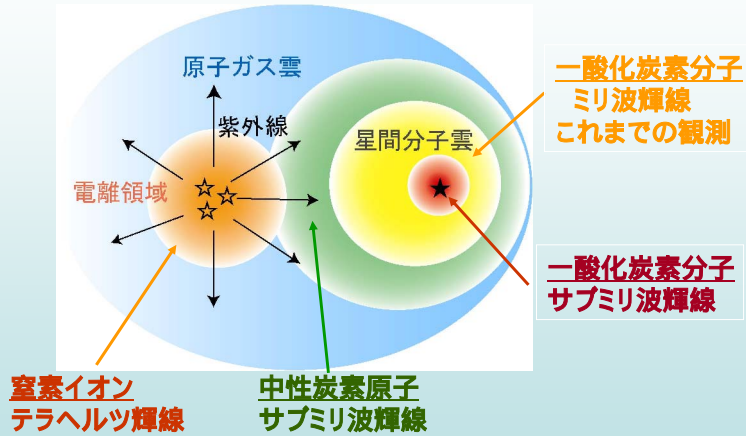 原子ガス雲
紫外線
星間分子雲
電離領域
一酸化炭素分子
ミリ波輝線
これまでの観測
一酸化炭素分子
サブミリ波輝線
窒素イオン
テラヘルツ輝線
中性炭素原子
サブミリ波輝線